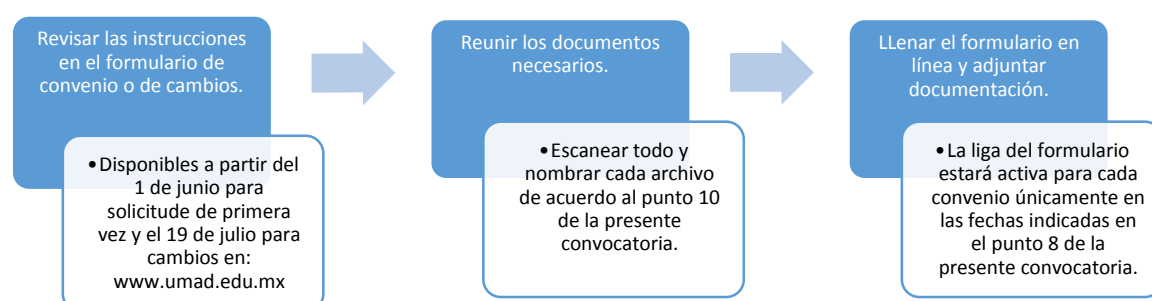 Revisar las instrucciones
en el formulario de
convenio o de cambios.
•Disponibles a partir del
1 de junio para
solicitude de primera
vez y el 19 de julio para
cambios en:
www.umad.edu.mx
Reunir los documentos
necesarios.
•Escanear todo y
nombrar cada archivo
de acuerdo al punto 10
de la presente
convocatoria.
LLenar el formulario en
línea y adjuntar
documentación.
•La liga del formulario
estará activa para cada
convenio únicamente en
las fechas indicadas en
el punto 8 de la
presente convocatoria.